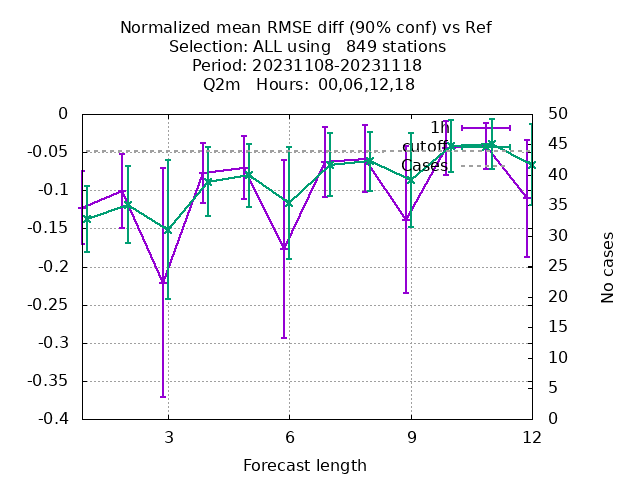 Normalized mean RMSE diff (90% conf) vs Ref
Selection: ALL using   849 stations
Period: 20231108-20231118
Q2m   Hours:  00,06,12,18
0
-0.05
-0.1
-0.15
-0.2
-0.25
-0.3
-0.35
-0.4
50
45
40
35
30
25
20
15
10
5
0
1h
cutoff
Cases
No cases
3
6
9
12
Forecast length